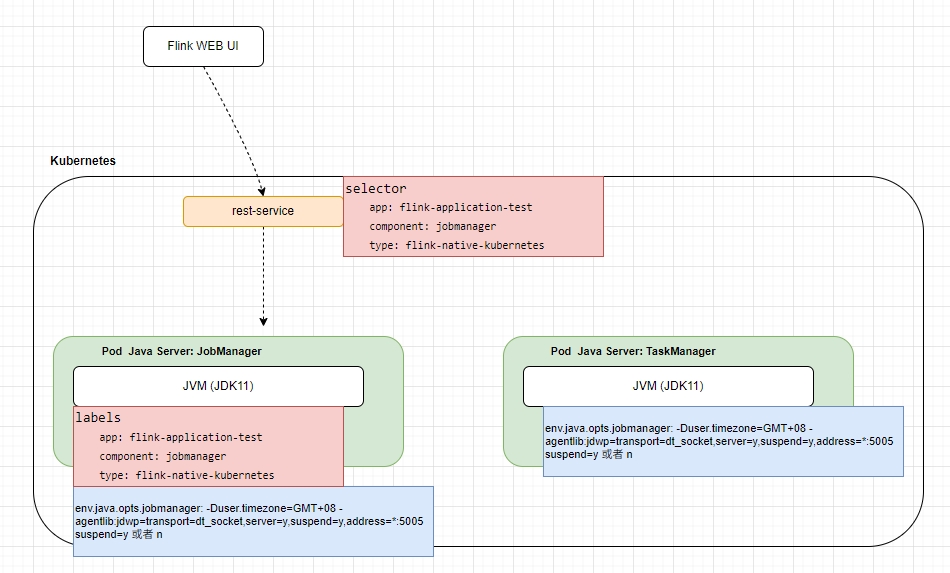 Flink WEB UI
Kubernetes
rest-service
selector
app: flink-application-test
component: jobmanager
type: flink-native-kubernetes
Pod Java Server: JobManager
JVM (JDK11)
labels
app: flink-application-test
component: jobmanager
type: flink-native-kubernetes
env.java.opts.jobmanager: -Duser.timezone=GMT+08 -
agentlib:jdwp=transport=dt_socket,server=y,suspend=y,address=*:5005
suspend=y 或者 n
Pod Java Server: TaskManager
JVM (JDK11)
env.java.opts.jobmanager: -Duser.timezone=GMT+08 -
agentlib:jdwp=transport=dt_socket,server=y,suspend=y,address=*:5005
suspend=y 或者 n